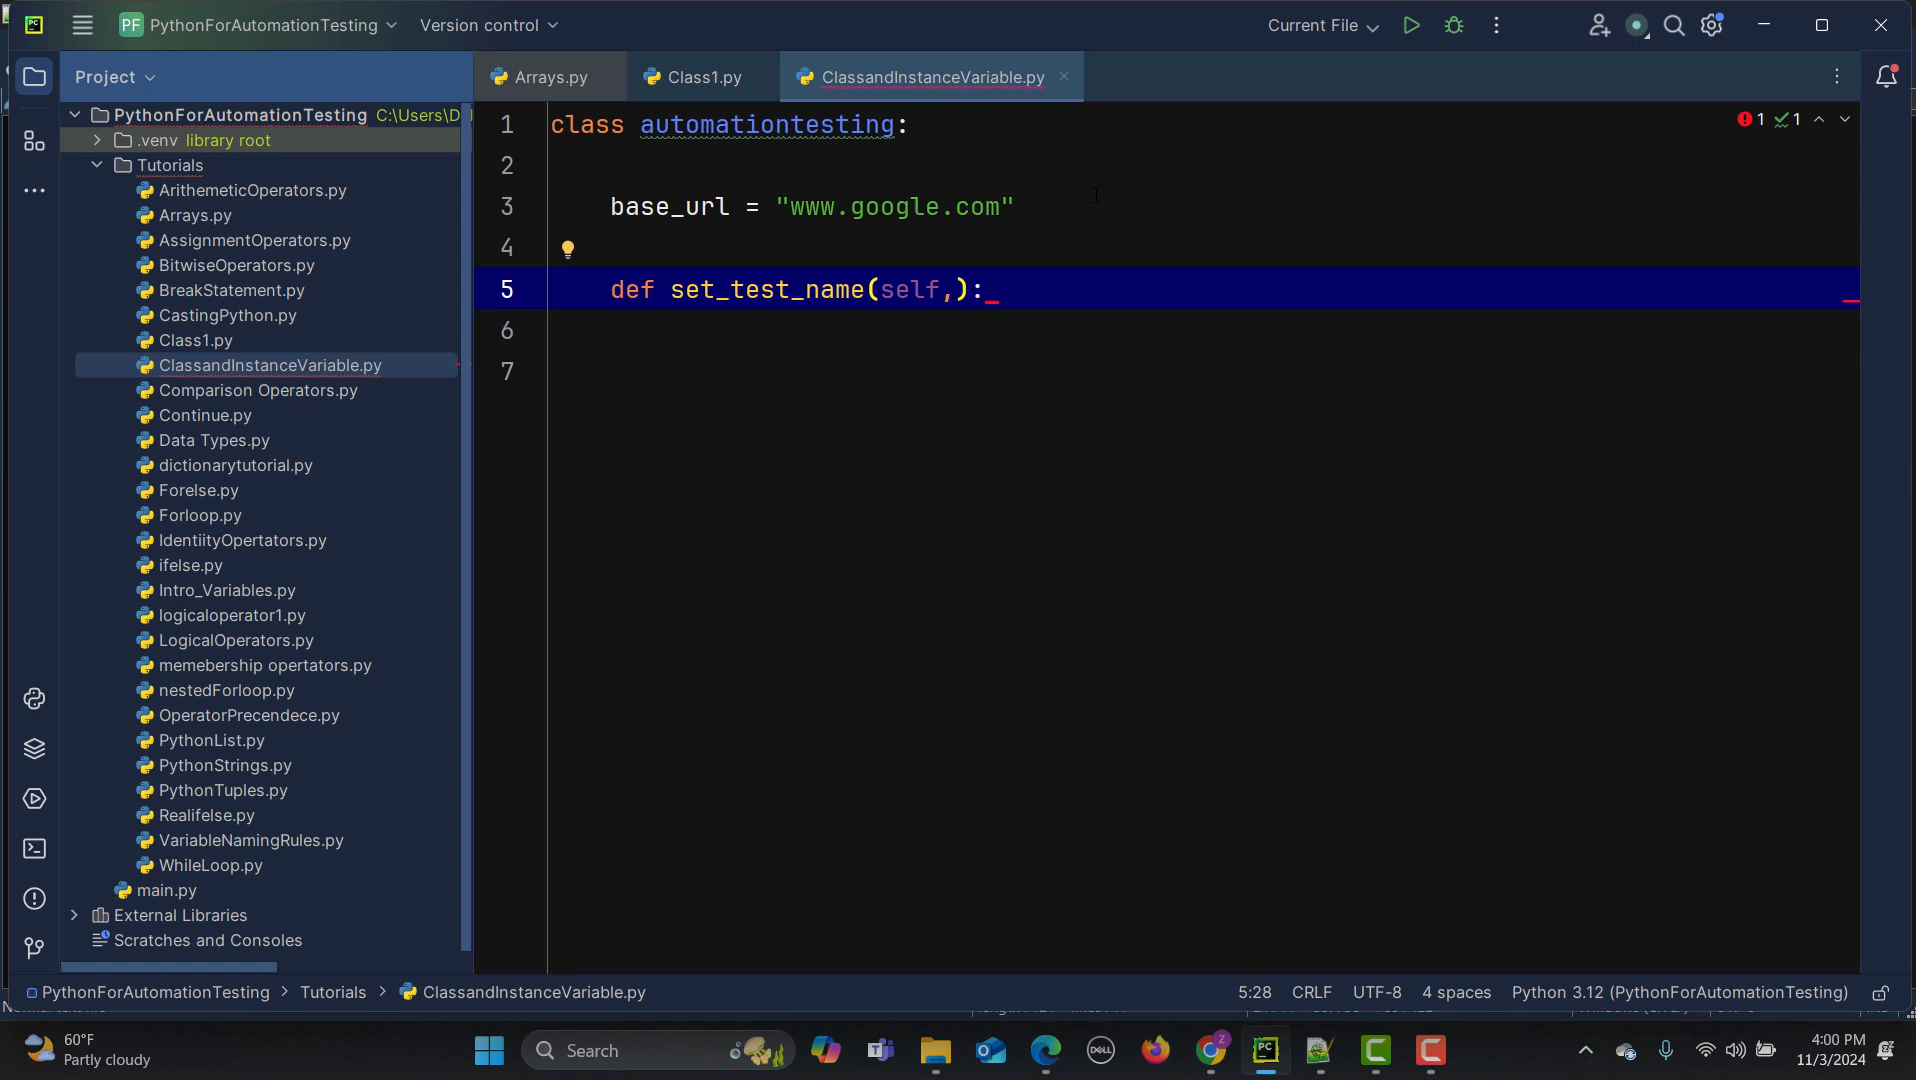 PC PF PythonForAutomationTesting Version control Current File
Project
Arrays.py Class1.py ClassandInstanceVariable.py
PythonForAutomationTesting C:\Users\D
.venv library root
Tutorials
ArithemeticOperators.py
Arrays.py
AssignmentOperators.py
BitwiseOperators.py
BreakStatement.py
CastingPython.py
Class1.py
ClassandInstanceVariable.py
Comparison Operators.py
Continue.py
Data Types.py
dictionarytutorial.py
Forelse.py
Forloop.py
IdentiityOpertators.py
ifelse.py
Intro_Variables.py
logicaloperator1.py
LogicalOperators.py
memebership opertators.py
nestedForloop.py
OperatorPrecendece.py
PythonList.py
PythonStrings.py
PythonTuples.py
Realifelse.py
VariableNamingRules.py
WhileLoop.py
main.py
External Libraries
Scratches and Consoles
1 class automationtesting:
1 1
2
3 base_url = "www.google.com"
4
5 def set_test_name(self,):
6
7
PythonForAutomationTesting > Tutorials > ClassandInstanceVariable.py
5:28 CRLF UTF-8 4 spaces Python 3.12 (PythonForAutomationTesting)
60°F
Partly cloudy
Search
DELL
PC
4:00 PM
11/3/2024